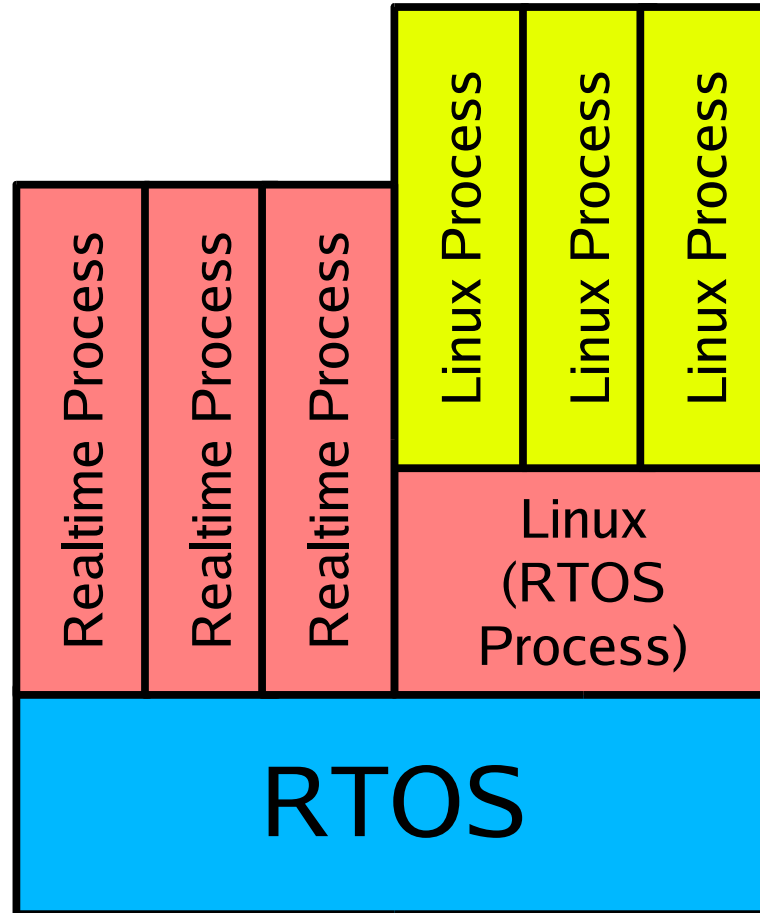 Linux Process
Linux Process
Linux Process
Realtime Process
Realtime Process
Realtime Process
Linux
(RTOS
Process)
RTOS